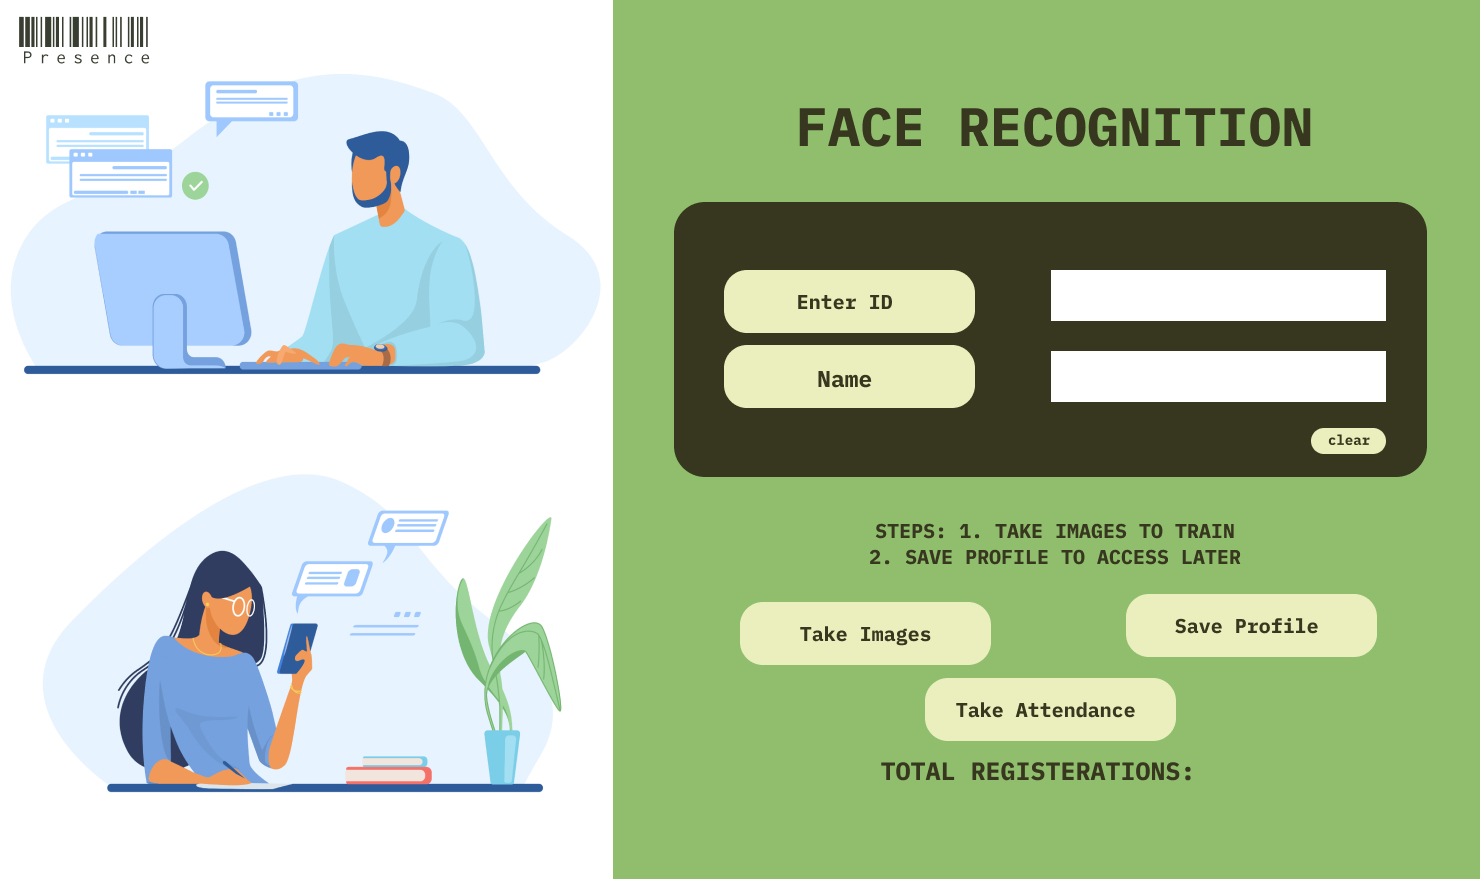 Presence
FACE RECOGNITION
Enter ID
Name
clear
STEPS: 1. TAKE IMAGES TO TRAIN
2. SAVE PROFILE TO ACCESS LATER
Take Images
Save Profile
Take Attendance
TOTAL REGISTERATIONS: